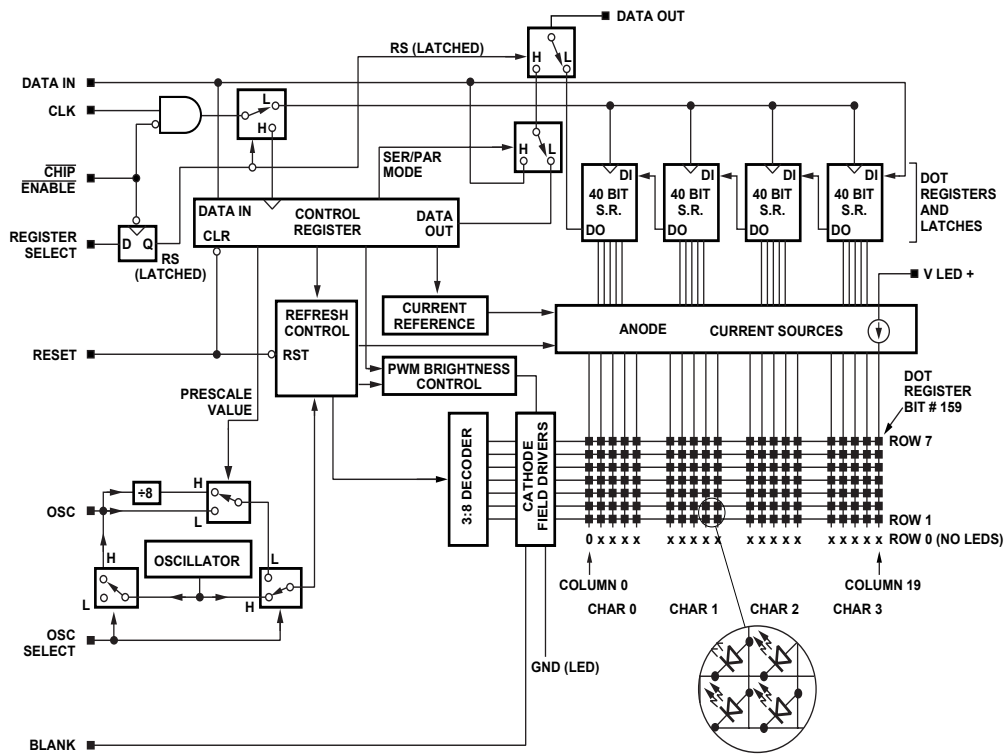 DATA OUT
RS (LATCHED)
H
L
DATA IN
CLK
L
H
H
L
SER/PAR
MODE
CHIP
ENABLE
DI
40 BIT
S.R.
DO
DI
40 BIT
S.R.
DO
DI
40 BIT
S.R.
DO
DI
40 BIT
S.R.
DO
DOT
REGISTERS
AND
LATCHES
DATA IN
CONTROL
REGISTER
DATA
OUT
CLR
REGISTER
SELECT
D Q
RS
(LATCHED)
V LED +
REFRESH
CONTROL
RST
CURRENT
REFERENCE
ANODE CURRENT SOURCES
RESET
PWM BRIGHTNESS
CONTROL
PRESCALE
VALUE
DOT
REGISTER
BIT # 159
3:8 DECODER
CATHODE
FIELD DRIVERS
ROW 7
ROW 1
ROW 0 (NO LEDS)
0 x x x x x x x x x x x x x x x x x x x
H
L
÷8
OSC
H
L
OSCILLATOR
L
H
COLUMN 0
COLUMN 19
CHAR 0
CHAR 1
CHAR 2
CHAR 3
OSC
SELECT
GND (LED)
BLANK